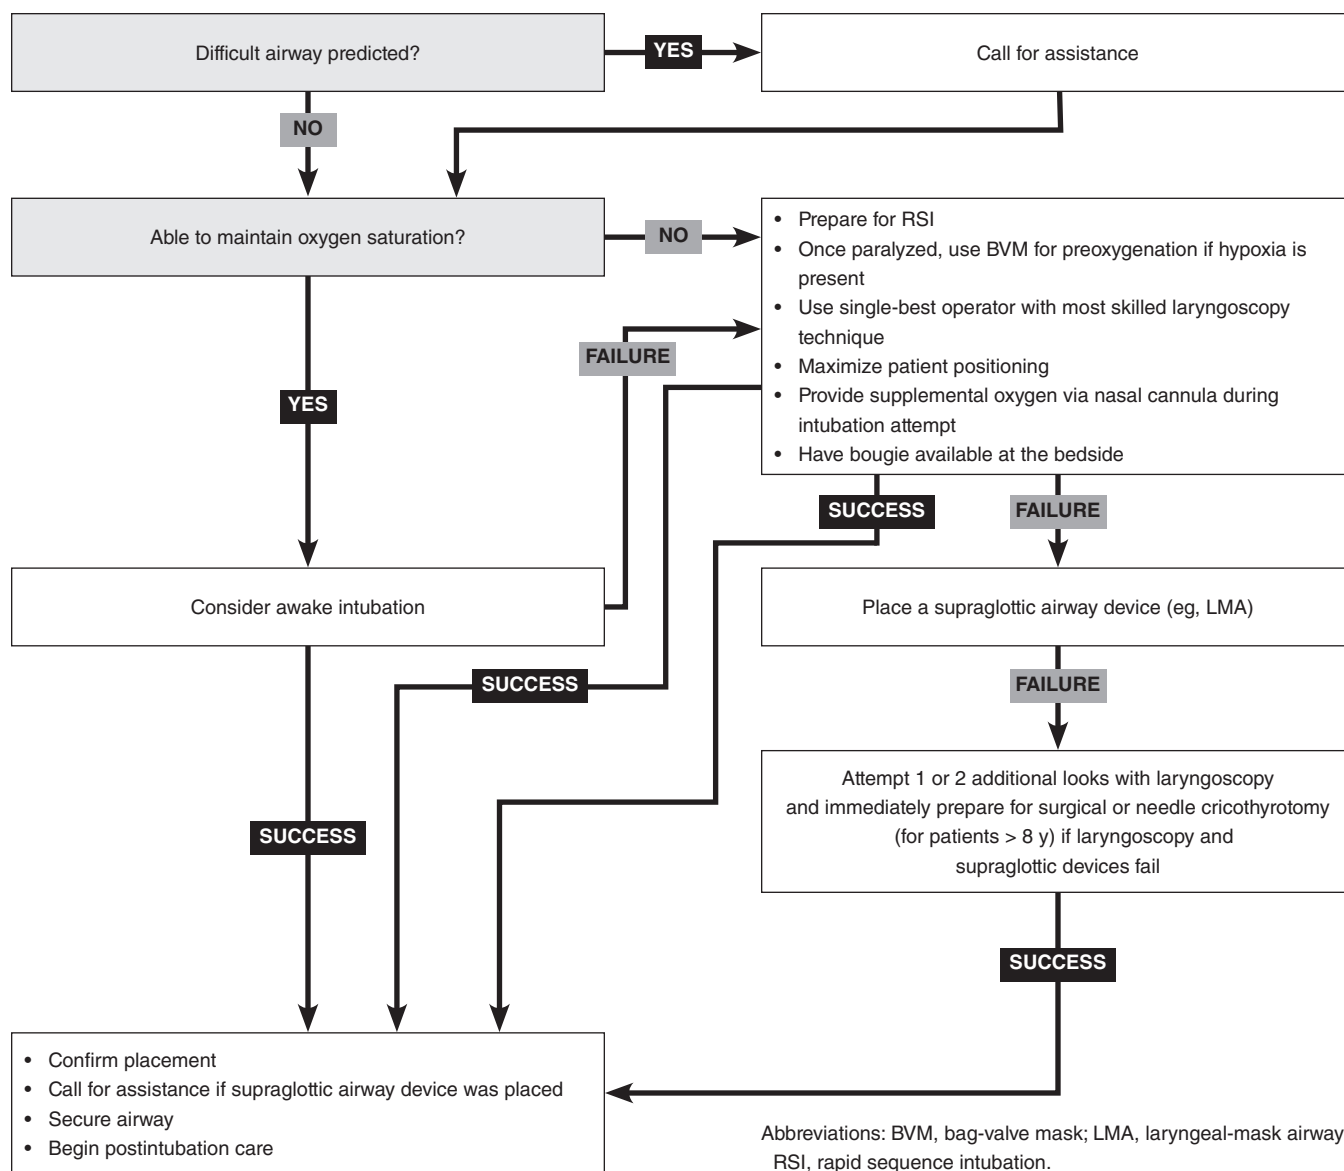 Difficult airway predicted?
YES
Call for assistance
NO
Able to maintain oxygen saturation?
NO
• Prepare for RSI
• Once paralyzed, use BVM for preoxygenation if hypoxia is
present
• Use single-best operator with most skilled laryngoscopy
technique
• Maximize patient positioning
• Provide supplemental oxygen via nasal cannula during
intubation attempt
• Have bougie available at the bedside
FAILURE
YES
SUCCESS
FAILURE
Consider awake intubation
Place a supraglottic airway device (eg, LMA)
SUCCESS
FAILURE
Attempt 1 or 2 additional looks with laryngoscopy
and immediately prepare for surgical or needle cricothyrotomy
(for patients > 8 y) if laryngoscopy and
supraglottic devices fail
SUCCESS
SUCCESS
• Confirm placement
• Call for assistance if supraglottic airway device was placed
• Secure airway
• Begin postintubation care
Abbreviations: BVM, bag-valve mask; LMA, laryngeal-mask airway
RSI, rapid sequence intubation.